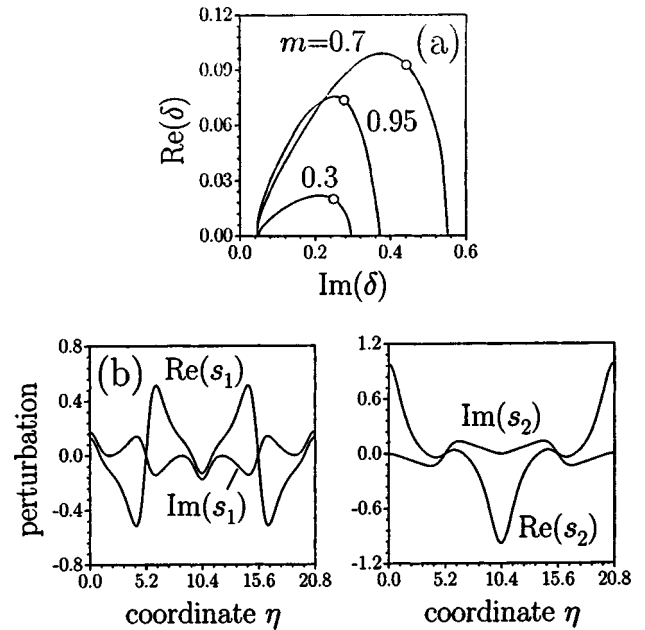 0.12
m=0.7
(a)
0.09
Re(δ)
0.06
0.95
0.03
0.3
0.00
0.0 0.2 0.4 0.6
Im(δ)
0.8
(b)
Re(s₁)
0.4
perturbation
0.0
-0.4
Im(s₁)
-0.8
0.0 5.2 10.4 15.6 20.8
coordinate η
1.2
0.6
Im(s₂)
0.0
-0.6
Re(s₂)
-1.2
0.0 5.2 10.4 15.6 20.8
coordinate η